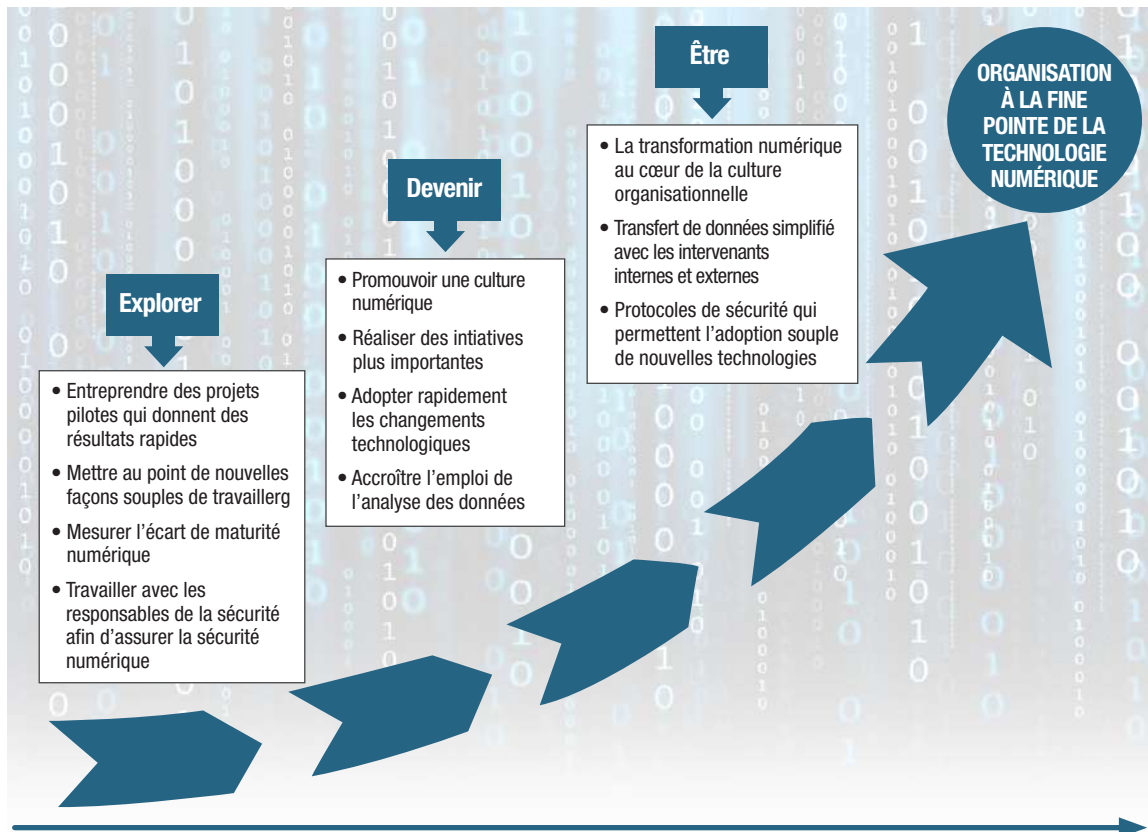 Explorer
• Entreprendre des projets
pilotes qui donnent des
résultats rapides
• Mettre au point de nouvelles
façons souples de travaillerg
• Mesurer l’écart de maturité
numérique
• Travailler avec les
responsables de la sécurité
afin d’assurer la sécurité
numérique
Devenir
• Promouvoir une culture
numérique
• Réaliser des intiatives
plus importantes
• Adopter rapidement
les changements
technologiques
• Accroître l’emploi de
l’analyse des données
Être
• La transformation numérique
au cœur de la culture
organisationnelle
• Transfert de données simplifié
avec les intervenants
internes et externes
• Protocoles de sécurité qui
permettent l’adoption souple
de nouvelles technologies
ORGANISATION
À LA FINE
POINTE DE LA
TECHNOLOGIE
NUMÉRIQUE